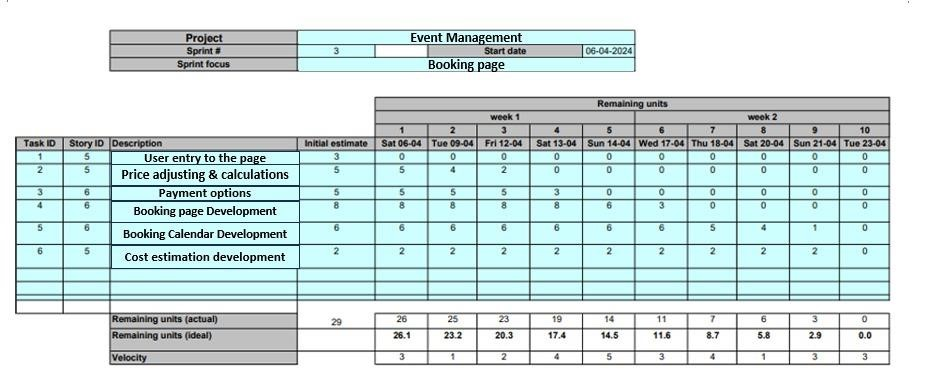 Project Event Management
Sprint # 3 Start date 06-04-2024
Sprint focus Booking page
Remaining units
week 1 week 2
1 2 3 4 5 6 7 8 9 10
Task ID Story ID Description Initial estimate Sat 06-04 Tue 09-04 Fri 12-04 Sat 13-04 Sun 14-04 Wed 17-04 Thu 18-04 Sat 20-04 Sun 21-04 Tue 23-04
1 5 User entry to the page 3 0 0 0 0 0 0 0 0 0 0
2 5 Price adjusting & calculations 5 5 4 2 0 0 0 0 0 0 0
3 6 Payment options 5 5 5 5 3 0 0 0 0 0 0
4 6 Booking page Development 8 8 8 8 8 6 3 0 0 0 0
5 6 Booking Calendar Development 6 6 6 6 6 6 6 5 4 1 0
6 5 Cost estimation development 2 2 2 2 2 2 2 2 2 2 0
Remaining units (actual) 29 26 25 23 19 14 11 7 6 3 0
Remaining units (ideal) 26.1 23.2 20.3 17.4 14.5 11.6 8.7 5.8 2.9 0.0
Velocity 3 1 2 4 5 3 4 1 3 3